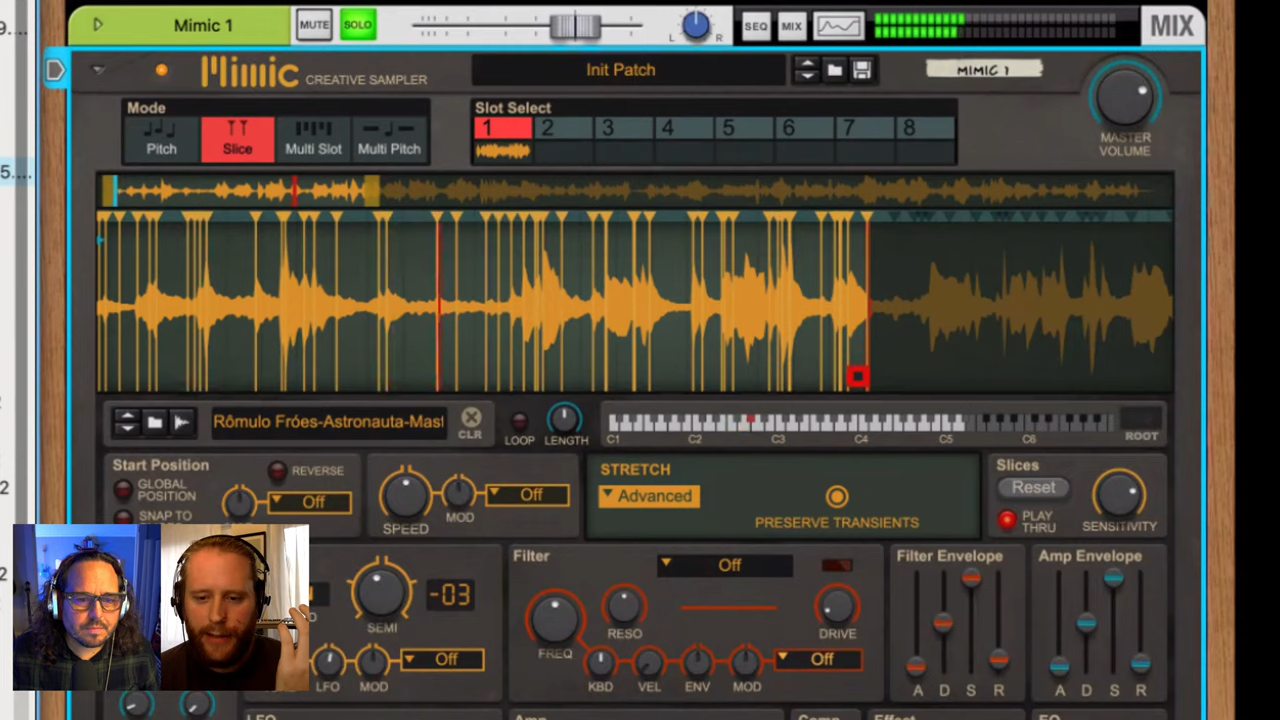 Mimic 1
MUTE
SOLO
L
R
SEQ
MIX
MIX
Mimic CREATIVE SAMPLER
Init Patch
MIMIC 1
MASTER VOLUME
Mode
Pitch
Slice
Multi Slot
Multi Pitch
Slot Select
1 2 3 4 5 6 7 8
Rômulo Fróes-Astronauta-Mast
CLR
LOOP
LENGTH
C1 C2 C3 C4 C5 C6
ROOT
Start Position
REVERSE
GLOBAL POSITION
SNAP TO
Off
SPEED
MOD
Off
STRETCH
Advanced
PRESERVE TRANSIENTS
Slices
Reset
PLAY THRU
SENSITIVITY
SEMI
-03
LFO
MOD
Off
Filter
Off
FREQ
RESO
DRIVE
KBD
VEL
ENV
MOD
Off
Filter Envelope
A D S R
Amp Envelope
A D S R